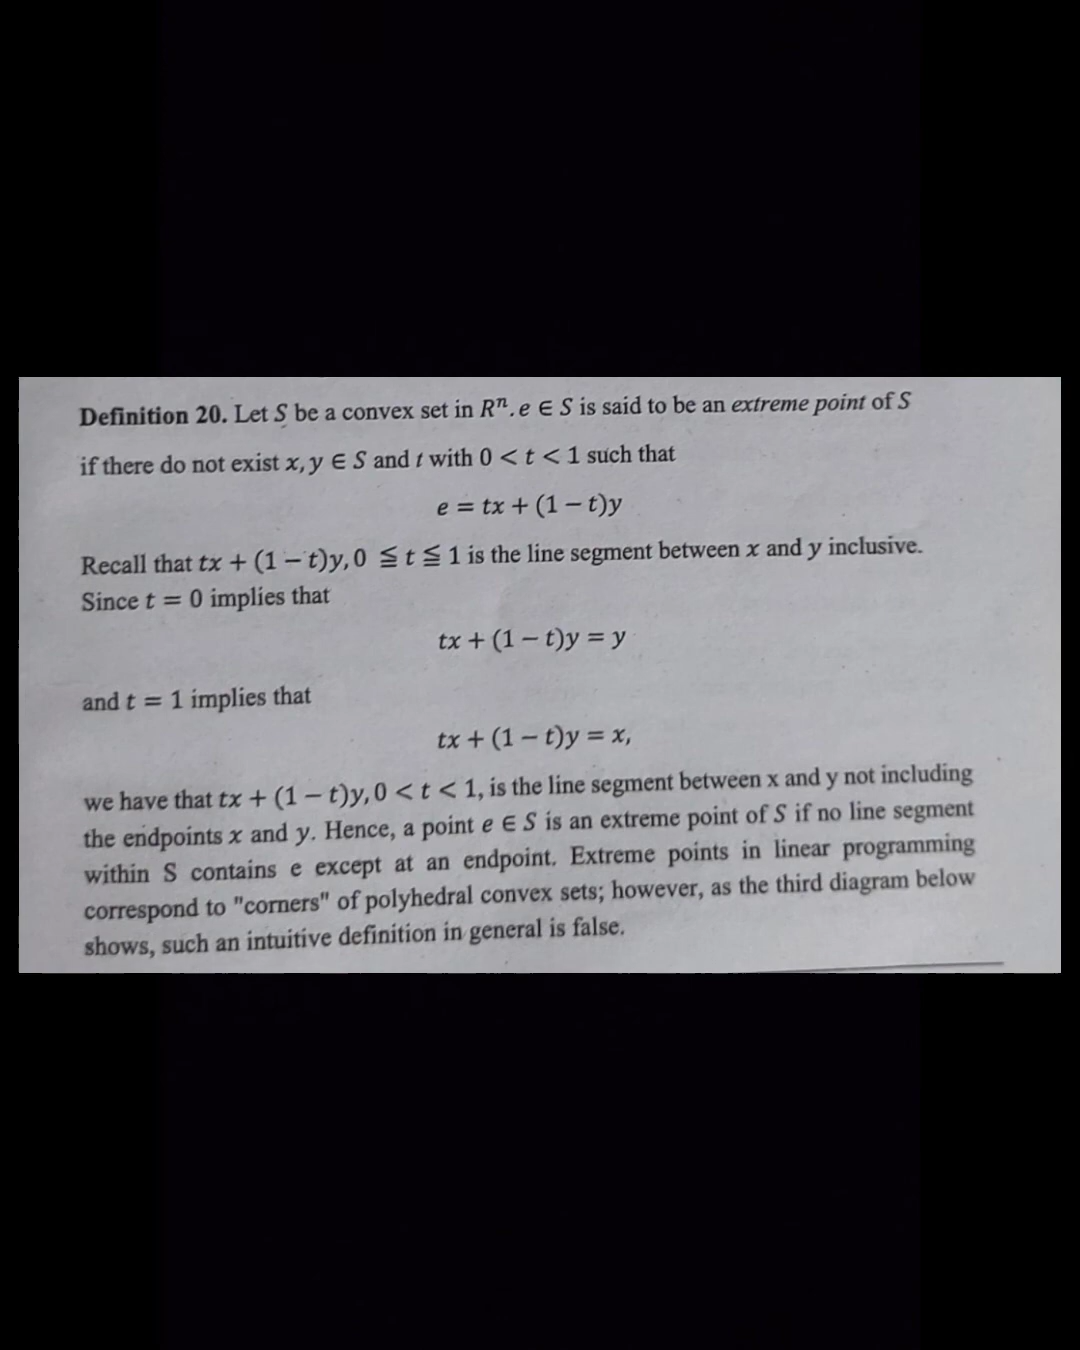 Definition 20. Let S be a convex set in Rⁿ. e ∈ S is said to be an extreme point of S
if there do not exist x, y ∈ S and t with 0 < t < 1 such that
e = tx + (1 − t)y
Recall that tx + (1 − t)y, 0 ≦ t ≦ 1 is the line segment between x and y inclusive.
Since t = 0 implies that
tx + (1 − t)y = y
and t = 1 implies that
tx + (1 − t)y = x,
we have that tx + (1 − t)y, 0 < t < 1, is the line segment between x and y not including
the endpoints x and y. Hence, a point e ∈ S is an extreme point of S if no line segment
within S contains e except at an endpoint. Extreme points in linear programming
correspond to "corners" of polyhedral convex sets; however, as the third diagram below
shows, such an intuitive definition in general is false.